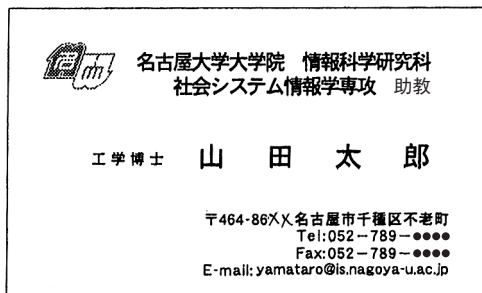 名古屋大学大学院 情報科学研究科
社会システム情報学専攻 助教
工学博士 山田太郎
〒464-86XX名古屋市千種区不老町
Tel:052-789-●●●●
Fax:052-789-●●●●
E-mail:yamataro@is.nagoya-u.ac.jp